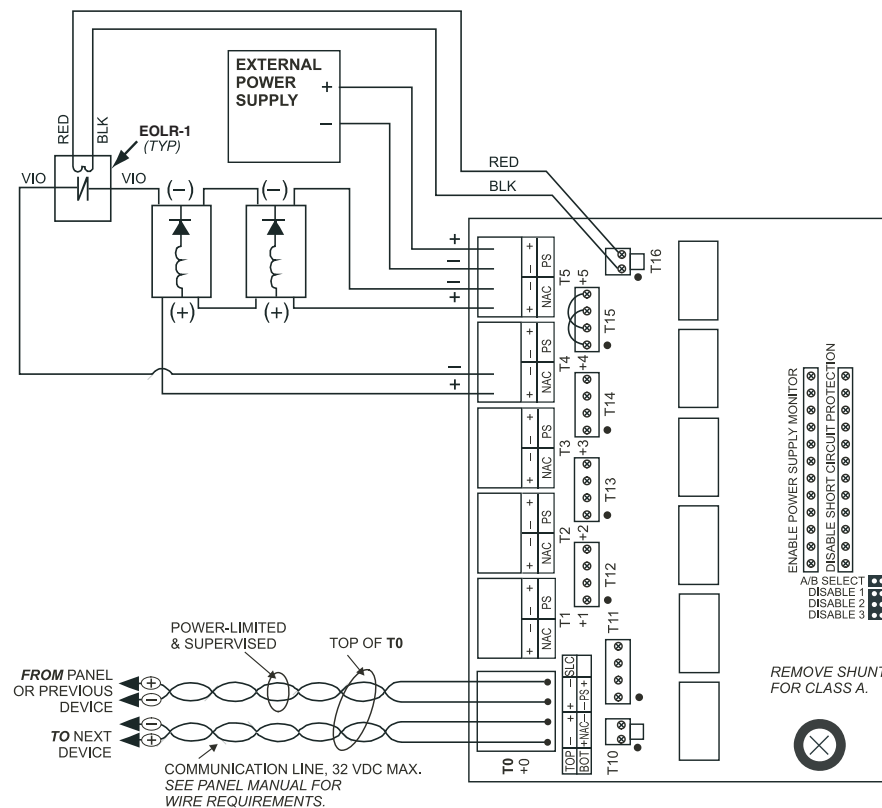 RED
BLK
EXTERNAL
POWER
SUPPLY
+
−
EOLR-1
(TYP)
VIO
VIO
(−)
(−)
(+)
(+)
RED
BLK
+
−
−
+
−
+
+ − − +
PS
NAC
T5
+5
T16
T15
+ − − +
PS
NAC
T4
+4
T14
+ − − +
PS
NAC
T3
+3
T13
+ − − +
PS
NAC
T2
+2
T12
+ − − +
PS
NAC
T1
+1
T11
ENABLE POWER SUPPLY MONITOR
DISABLE SHORT CIRCUIT PROTECTION
A/B SELECT
DISABLE 1
DISABLE 2
DISABLE 3
REMOVE SHUNT
FOR CLASS A.
POWER-LIMITED
& SUPERVISED
TOP OF T0
FROM PANEL
OR PREVIOUS
DEVICE
+
−
−
+
TO NEXT
DEVICE
COMMUNICATION LINE, 32 VDC MAX.
SEE PANEL MANUAL FOR
WIRE REQUIREMENTS.
T0
+0
TOP − + + − SLC
BOT +NAC− −PS+
T10